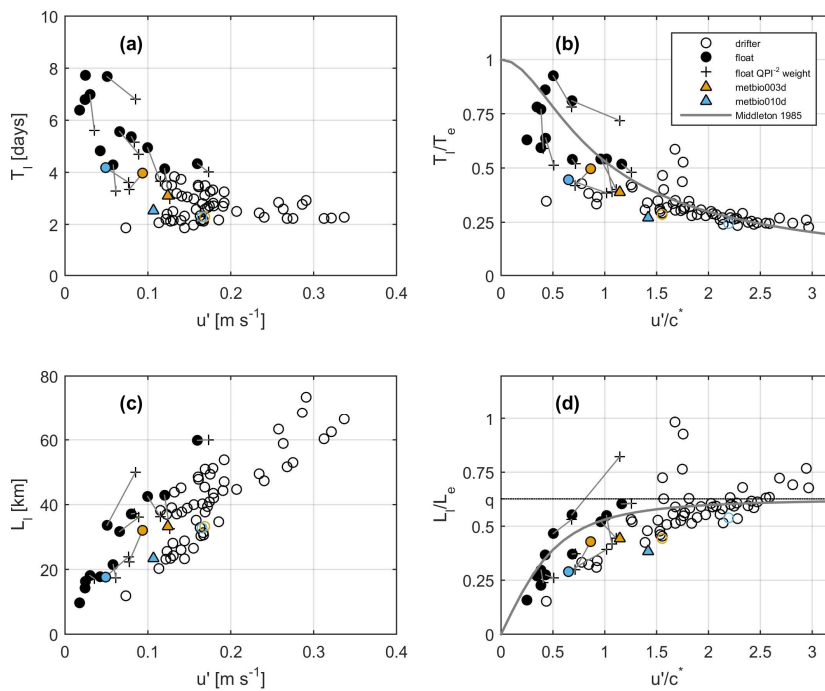 10
8
6
4
2
0
0
0.1
0.2
0.3
0.4
T_l [days]
u' [m s^-1]
(a)
1
0.75
0.5
0.25
0
0
0.5
1
1.5
2
2.5
3
T_l/T_e
u'/c^*
(b)
drifter
float
float QPI^-2 weight
metbio003d
metbio010d
Middleton 1985
80
60
40
20
0
0
0.1
0.2
0.3
0.4
L_l [km]
u' [m s^-1]
(c)
1
0.75
q
0.5
0.25
0
0
0.5
1
1.5
2
2.5
3
L_l/L_e
u'/c^*
(d)